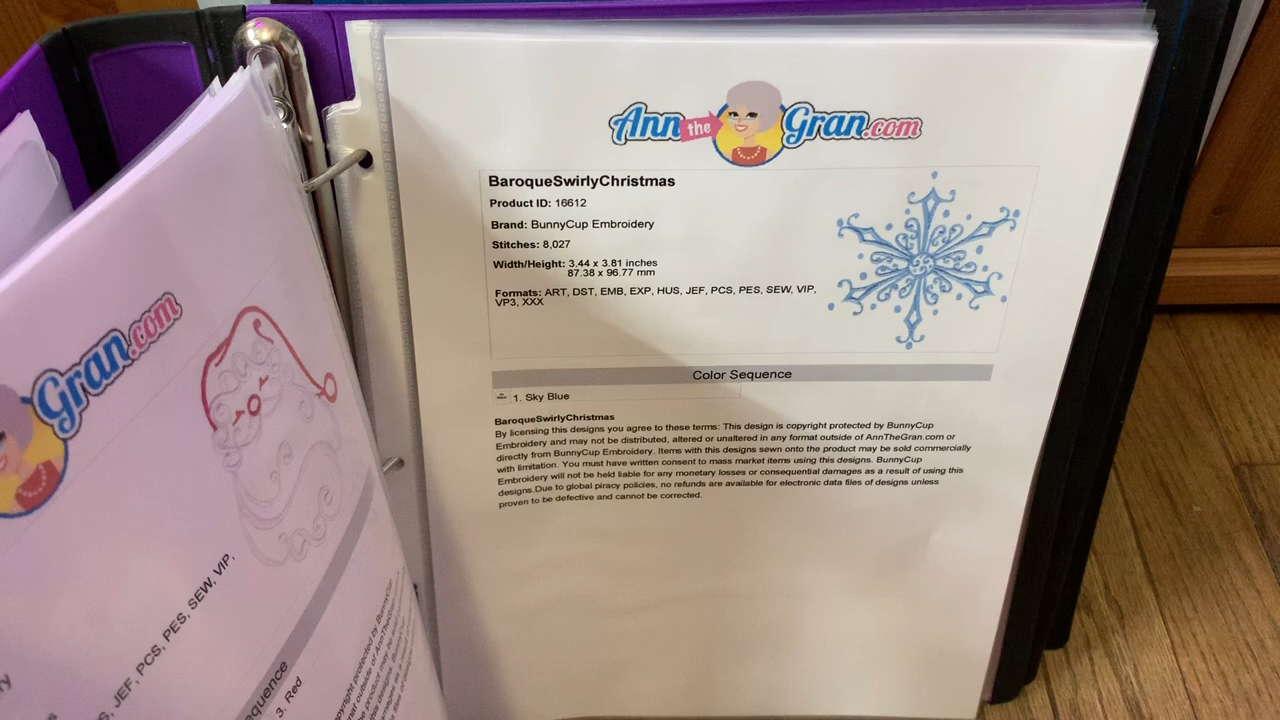 Gran.com
JEF, PCS, PES, SEW, VIP,
3. Red
Ann the Gran.com
BaroqueSwirlyChristmas
Product ID: 16612
Brand: BunnyCup Embroidery
Stitches: 8,027
Width/Height: 3.44 x 3.81 inches
87.38 x 96.77 mm
Formats: ART, DST, EMB, EXP, HUS, JEF, PCS, PES, SEW, VIP,
VP3, XXX
Color Sequence
1. Sky Blue
BaroqueSwirlyChristmas
By licensing this designs you agree to these terms: This design is copyright protected by BunnyCup
Embroidery and may not be distributed, altered or unaltered in any format outside of AnnTheGran.com or
directly from BunnyCup Embroidery. Items with this designs sewn onto the product may be sold commercially
with limitation. You must have written consent to mass market items using this designs. BunnyCup
Embroidery will not be held liable for any monetary losses or consequential damages as a result of using this
designs.Due to global piracy policies, no refunds are available for electronic data files of designs unless
proven to be defective and cannot be corrected.